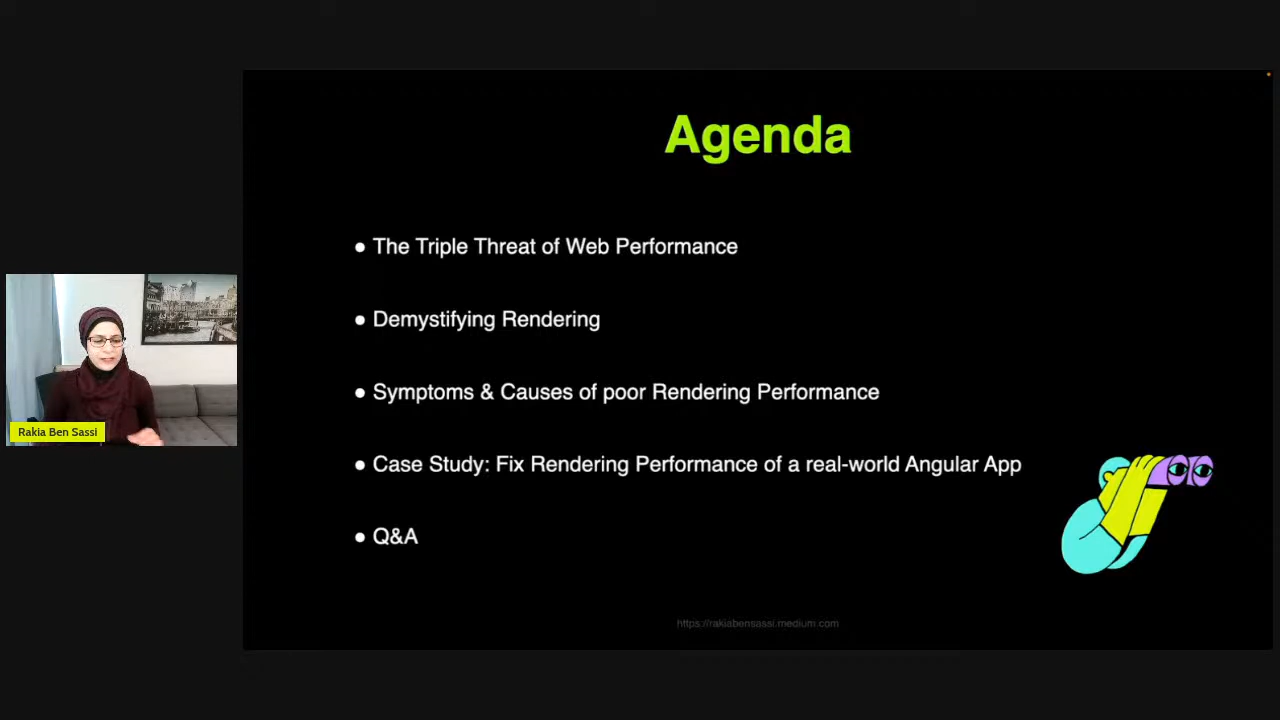 Agenda
● The Triple Threat of Web Performance
● Demystifying Rendering
● Symptoms & Causes of poor Rendering Performance
● Case Study: Fix Rendering Performance of a real-world Angular App
● Q&A
https://rakiabensassi.medium.com
Rakia Ben Sassi